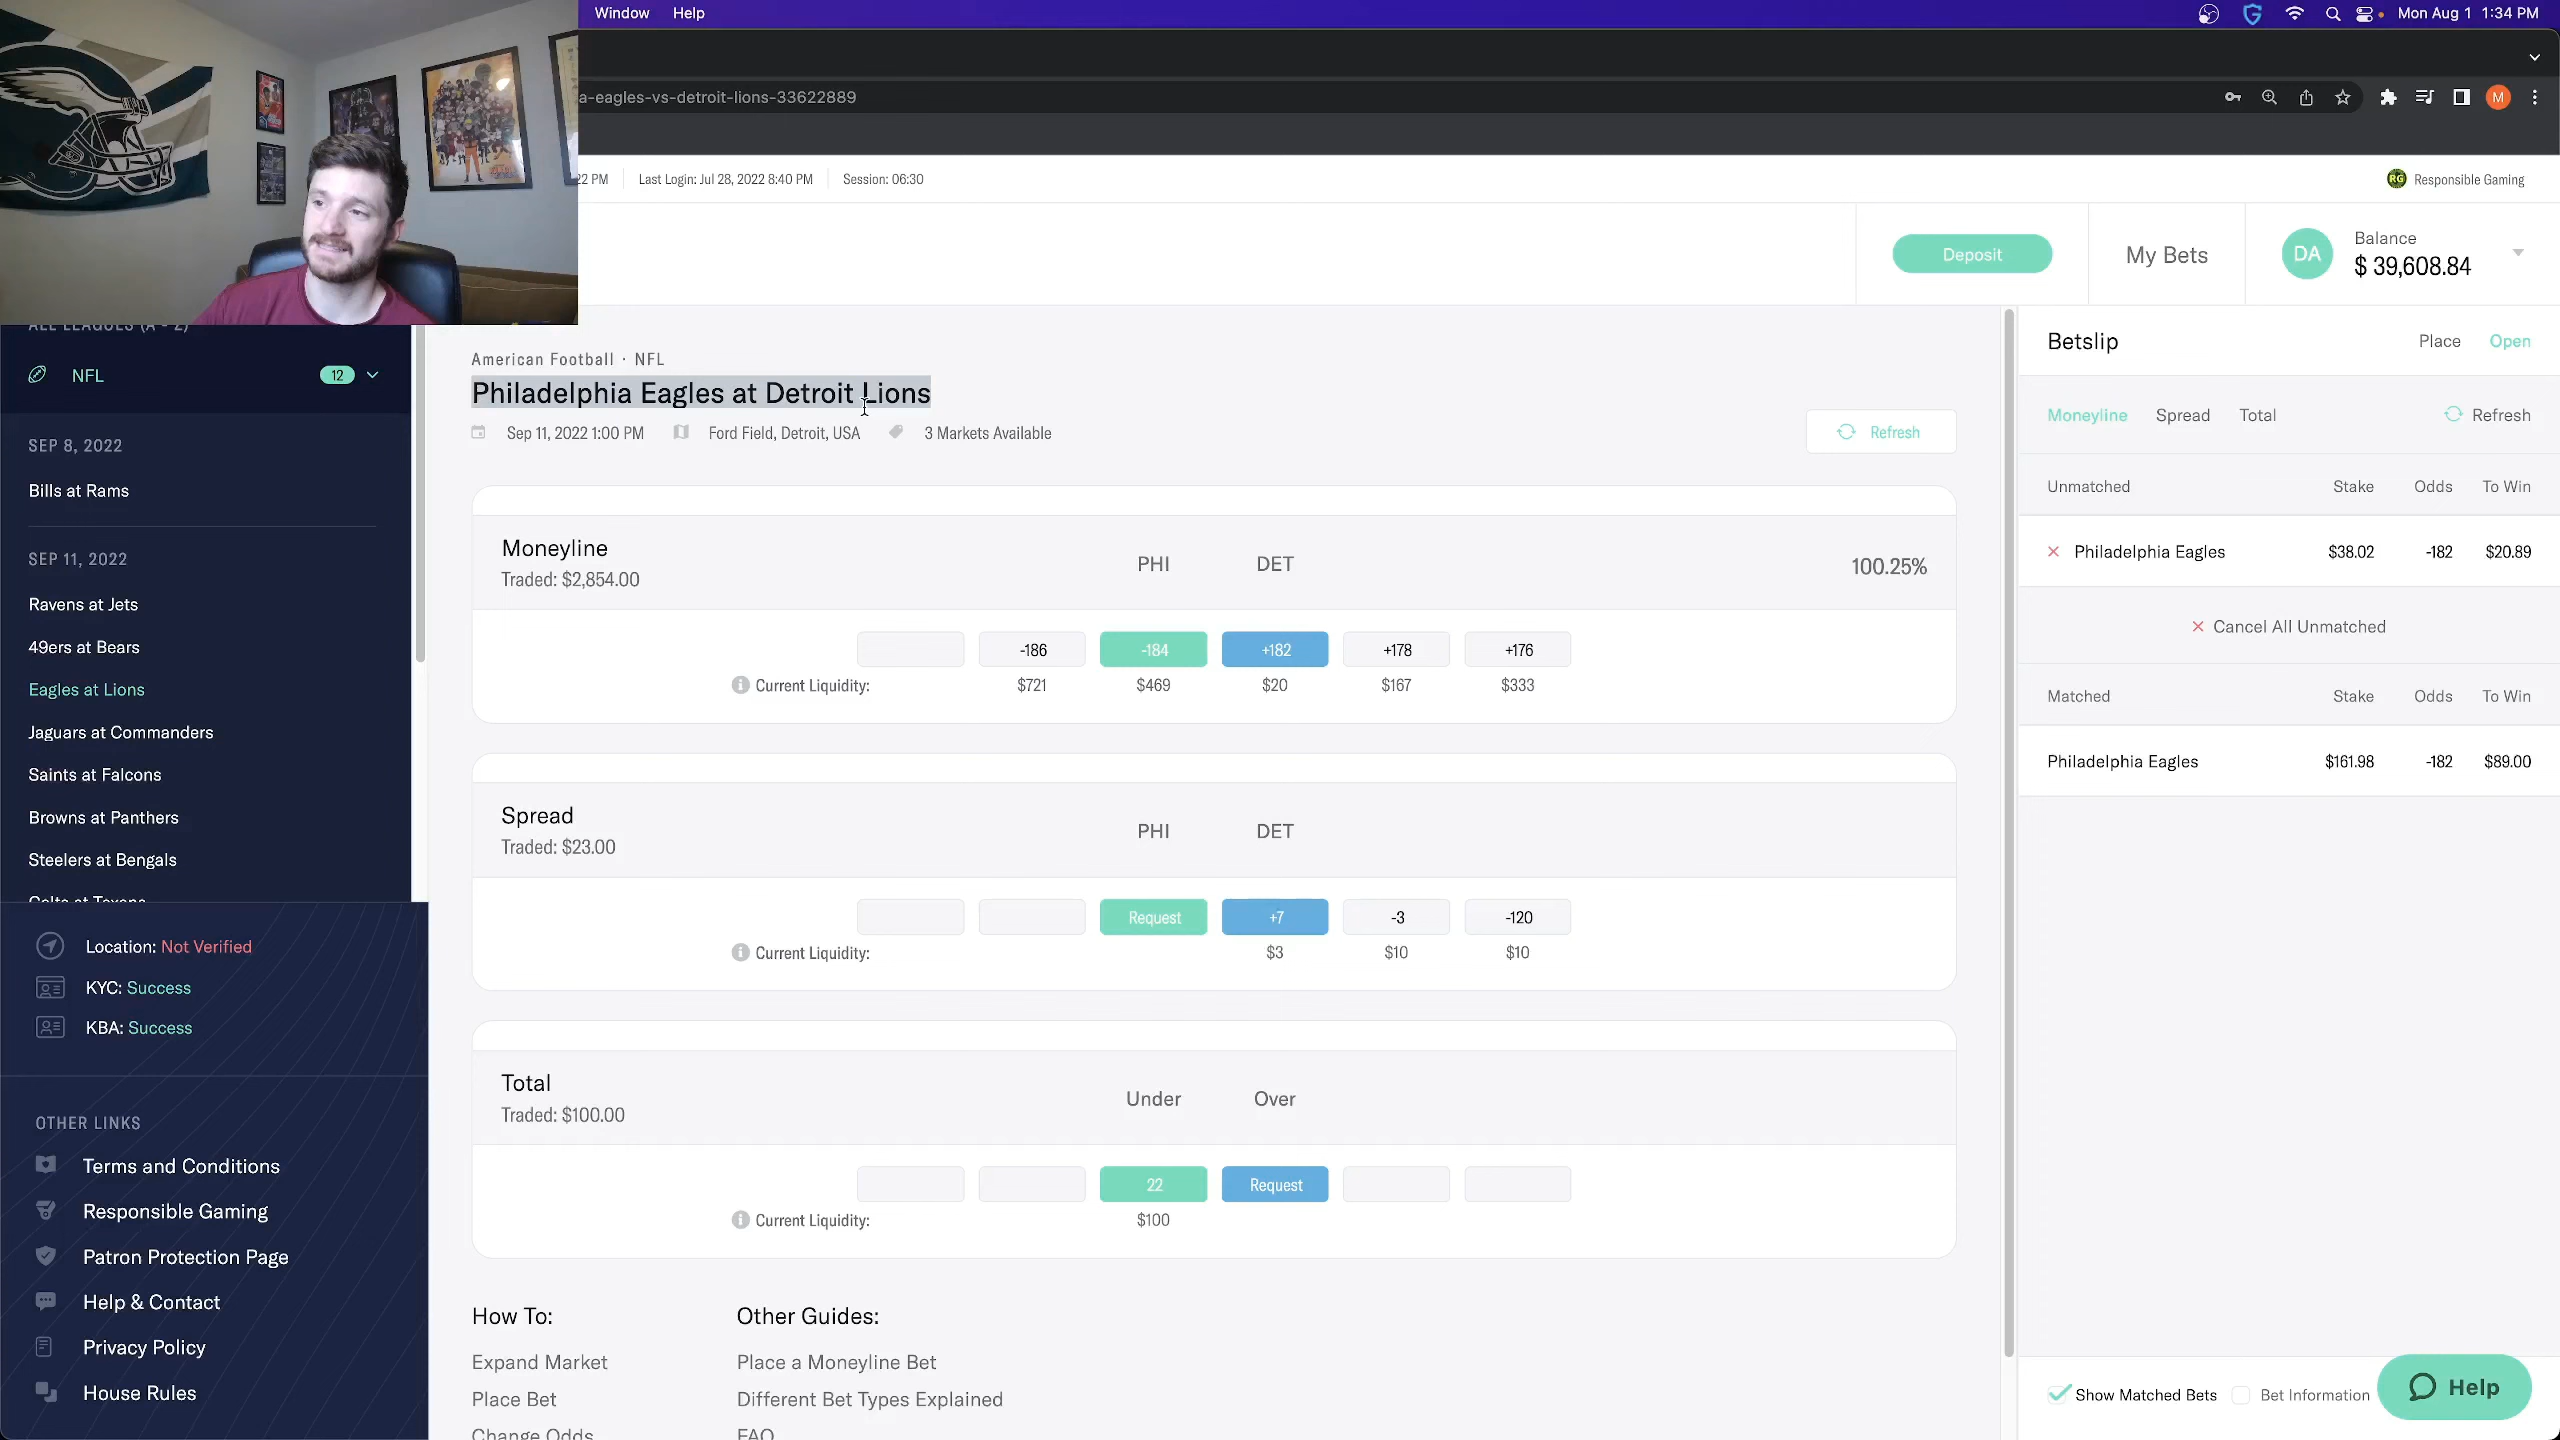 Window Help
Mon Aug 1 1:34 PM
a-eagles-vs-detroit-lions-33622889
M
22 PM Last Login: Jul 28, 2022 8:40 PM Session: 06:30
RG Responsible Gaming
Deposit
My Bets
DA
Balance
$ 39,608.84
ALL LEAGUES (A - Z)
NFL 12
SEP 8, 2022
Bills at Rams
SEP 11, 2022
Ravens at Jets
49ers at Bears
Eagles at Lions
Jaguars at Commanders
Saints at Falcons
Browns at Panthers
Steelers at Bengals
Colts at Texans
Location: Not Verified
KYC: Success
KBA: Success
OTHER LINKS
Terms and Conditions
Responsible Gaming
Patron Protection Page
Help & Contact
Privacy Policy
House Rules
American Football · NFL
Philadelphia Eagles at Detroit Lions
Sep 11, 2022 1:00 PM Ford Field, Detroit, USA 3 Markets Available
Refresh
Moneyline
Traded: $2,854.00
PHI DET
100.25%
-186 -184 +182 +178 +176
Current Liquidity: $721 $469 $20 $167 $333
Spread
Traded: $23.00
PHI DET
Request +7 -3 -120
Current Liquidity: $3 $10 $10
Total
Traded: $100.00
Under Over
22 Request
Current Liquidity: $100
How To:
Expand Market
Place Bet
Change Odds
Other Guides:
Place a Moneyline Bet
Different Bet Types Explained
FAQ
Betslip Place Open
Moneyline Spread Total Refresh
Unmatched Stake Odds To Win
Philadelphia Eagles $38.02 -182 $20.89
Cancel All Unmatched
Matched Stake Odds To Win
Philadelphia Eagles $161.98 -182 $89.00
Show Matched Bets Bet Information
Help